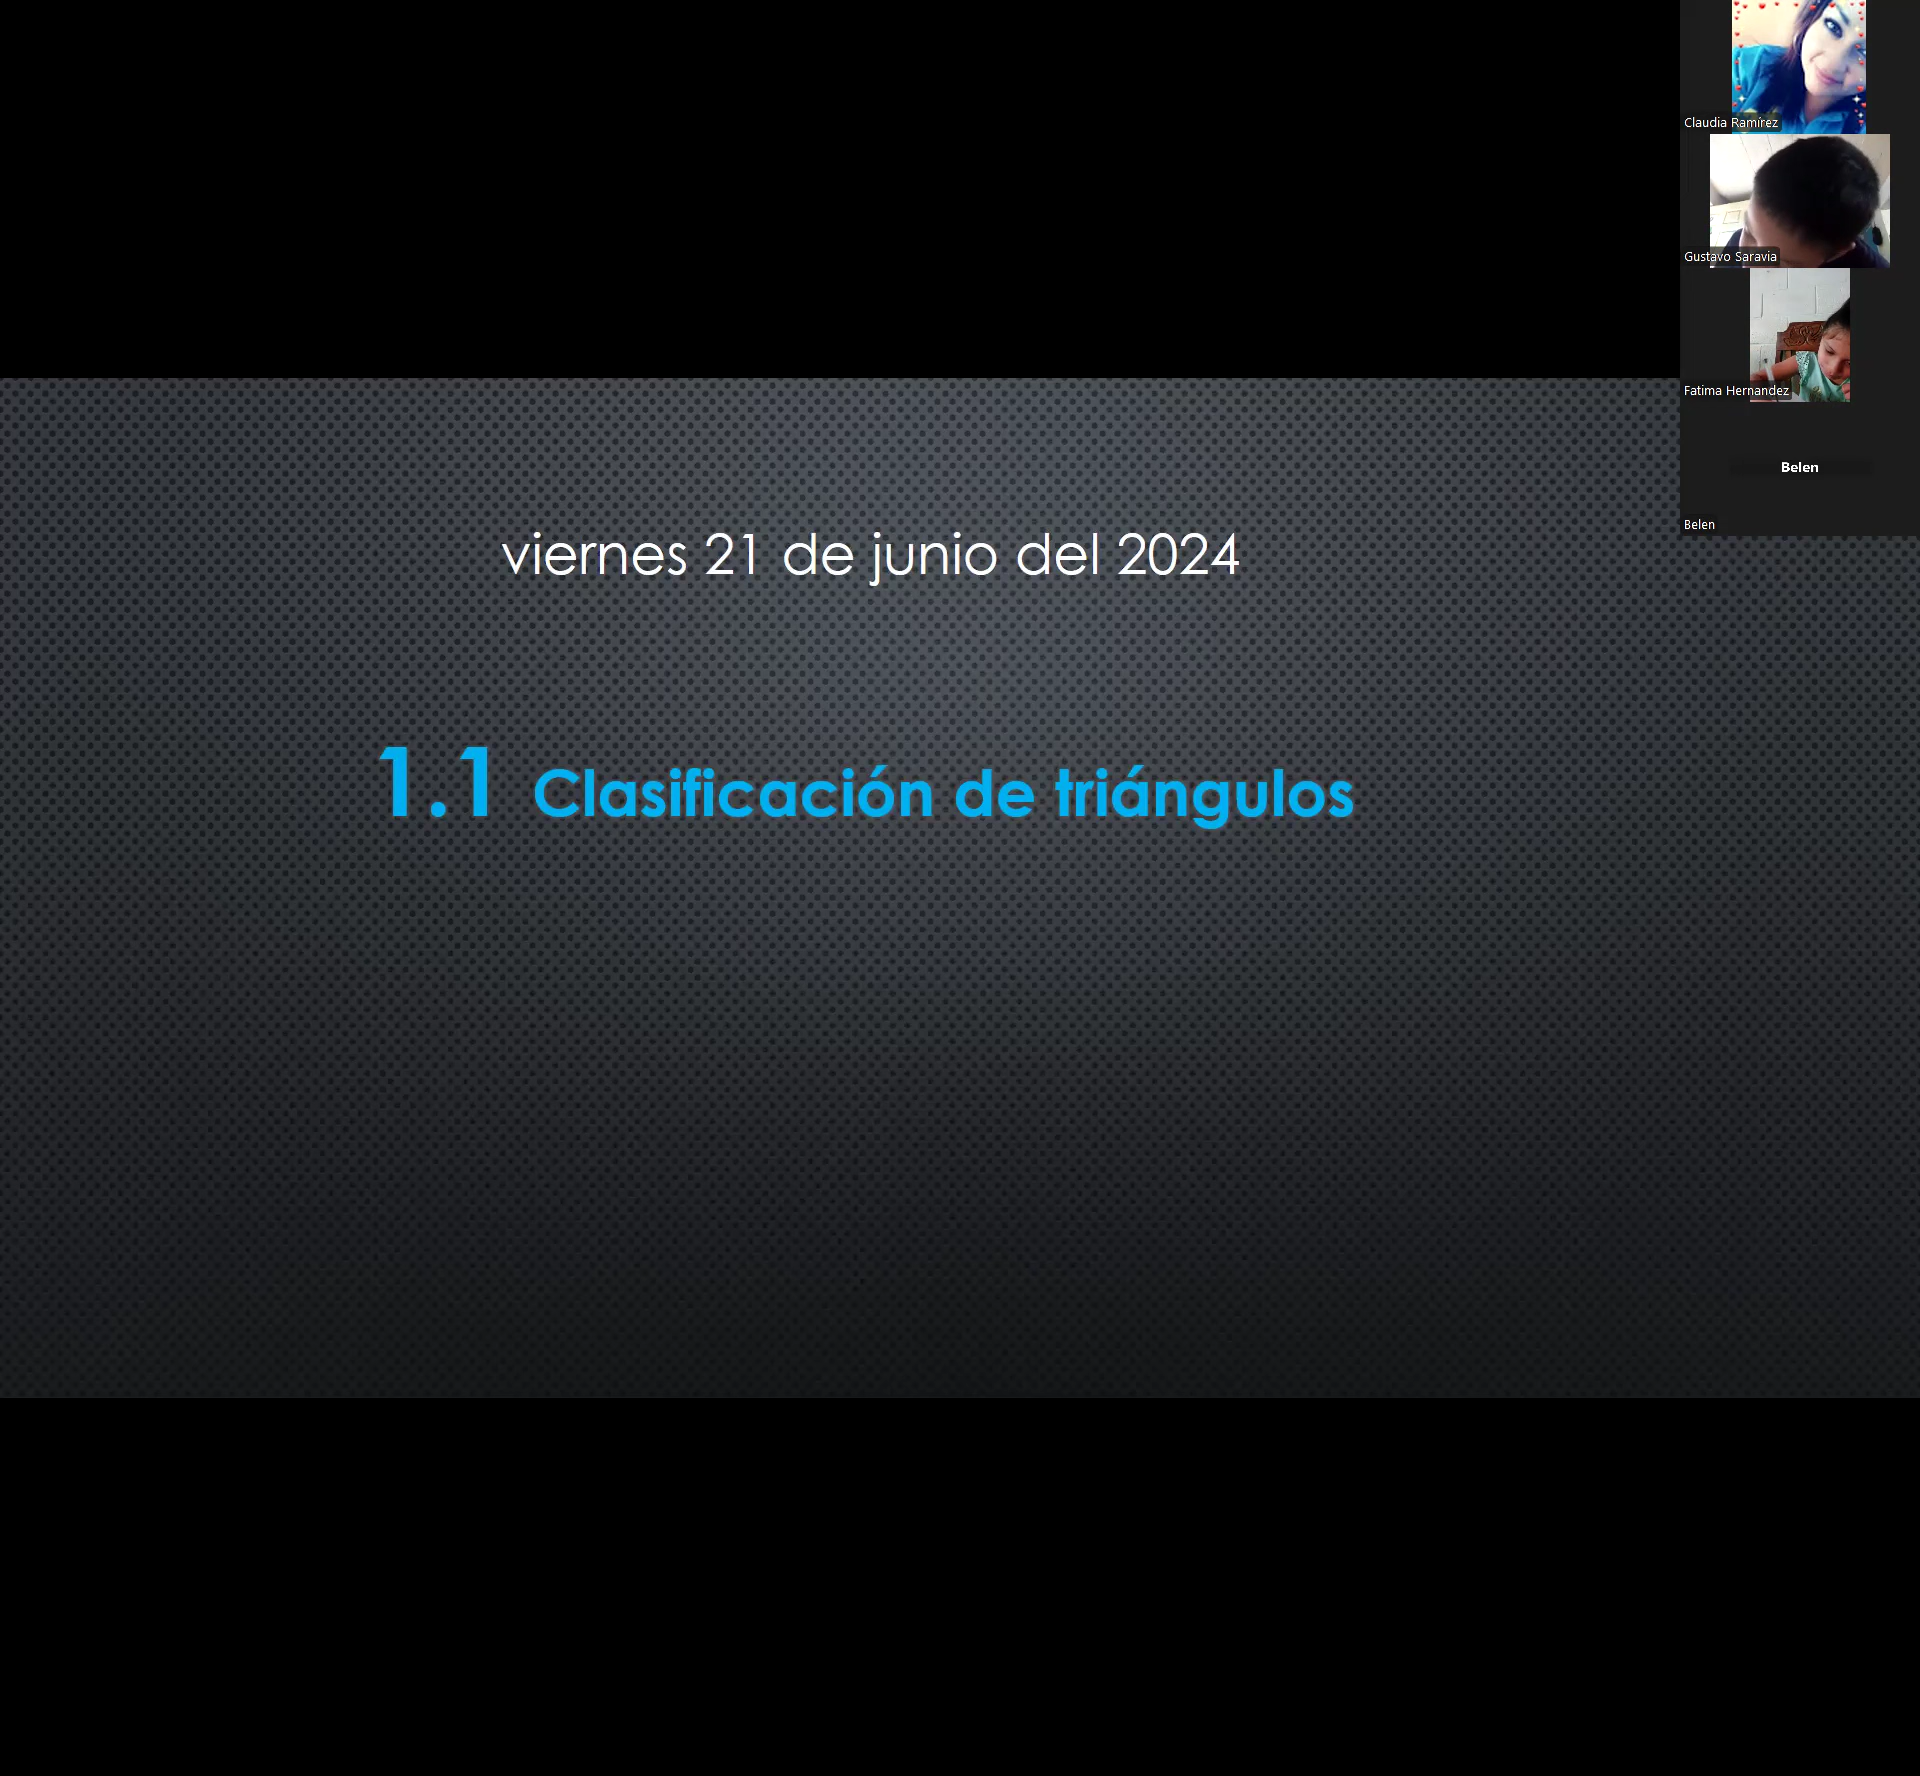 Claudia Ramírez
Gustavo Saravia
Fatima Hernandez
Belen
Belen
viernes 21 de junio del 2024
1.1 Clasificación de triángulos